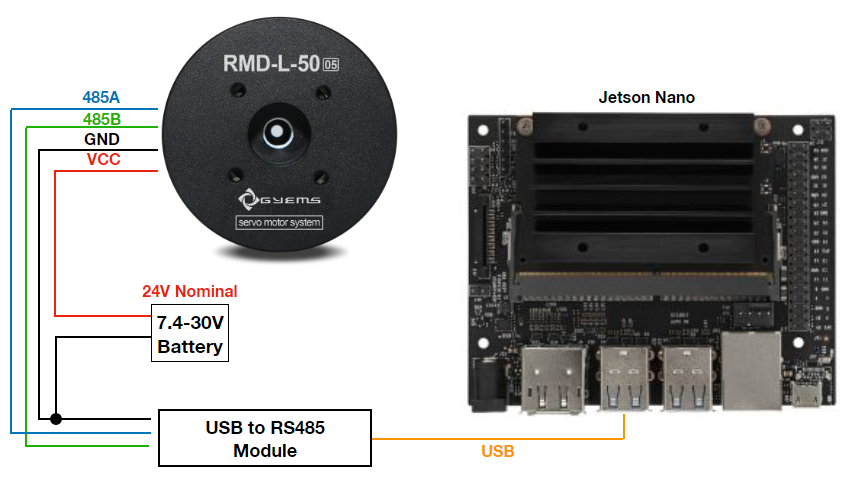 RMD-L-50 05
GYEMS
servo motor system
485A
485B
GND
VCC
24V Nominal
7.4-30V
Battery
USB to RS485
Module
USB
Jetson Nano